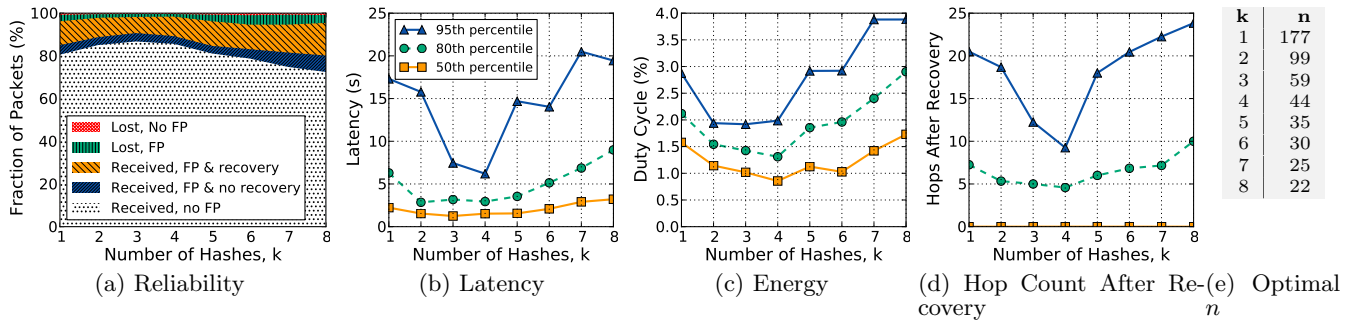 Fraction of Packets (%)
100
80
60
40
20
0
Lost, No FP
Lost, FP
Received, FP & recovery
Received, FP & no recovery
Received, no FP
1 2 3 4 5 6 7 8
Number of Hashes, k
(a) Reliability
Latency (s)
25
20
15
10
5
0
95th percentile
80th percentile
50th percentile
1 2 3 4 5 6 7 8
Number of Hashes, k
(b) Latency
Duty Cycle (%)
4.0
3.5
3.0
2.5
2.0
1.5
1.0
0.5
0.0
1 2 3 4 5 6 7 8
Number of Hashes, k
(c) Energy
Hops After Recovery
25
20
15
10
5
0
1 2 3 4 5 6 7 8
Number of Hashes, k
(d) Hop Count After Re-
covery
k n
1 177
2 99
3 59
4 44
5 35
6 30
7 25
8 22
(e) Optimal
n